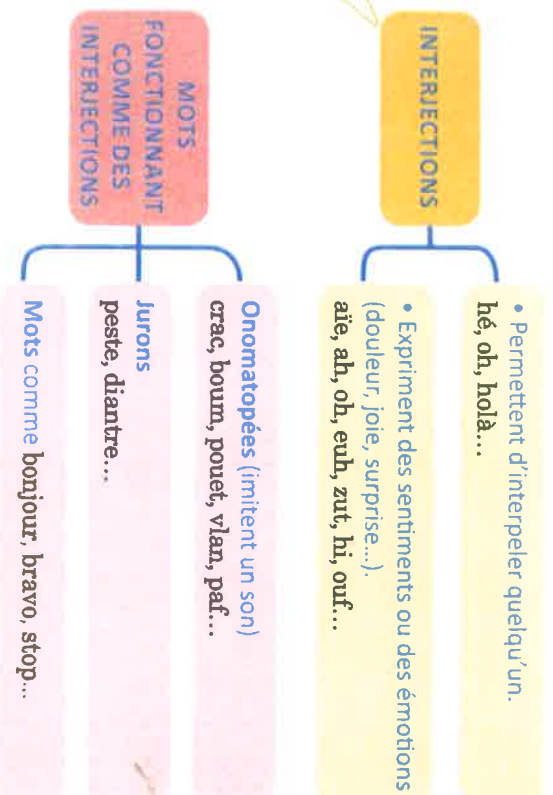 INTERJECTIONS
• Permettent d'interpeler quelqu'un.
hé, oh, holà...
• Expriment des sentiments ou des émotions
(douleur, joie, surprise...).
aïe, ah, oh, euh, zut, hi, ouf...
MOTS
FONCTIONNANT
COMME DES
INTERJECTIONS
Onomatopées (imitent un son)
crac, boum, pouet, vlan, paf...
Jurons
peste, diantre...
Mots comme bonjour, bravo, stop...